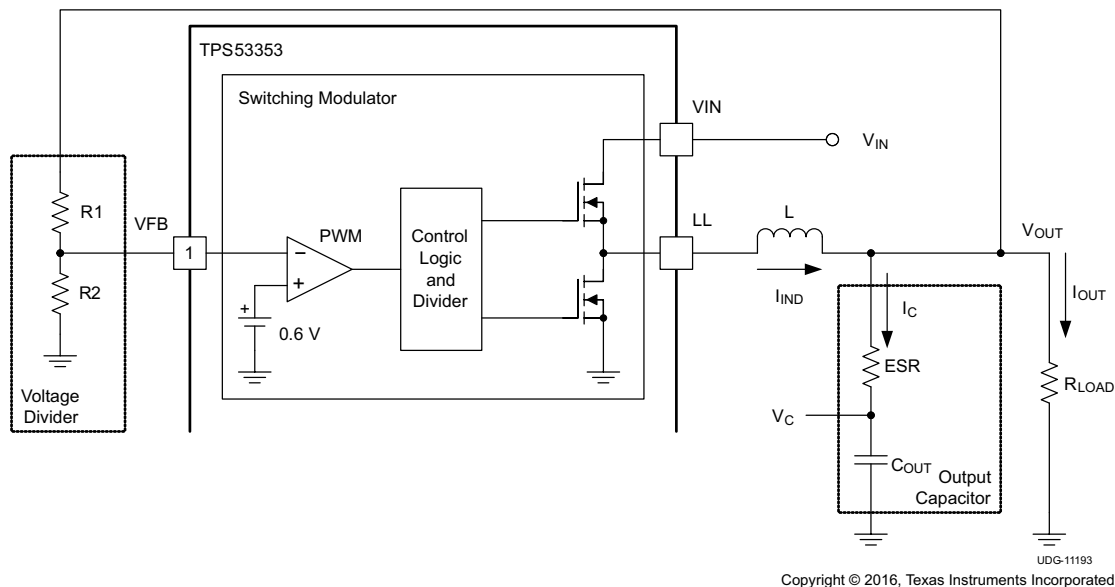 TPS53353
Switching Modulator
VIN
V_IN
R1
VFB
1
PWM
Control
Logic
and
Divider
LL
L
V_OUT
−
+
R2
+
0.6 V
I_IND
I_C
I_OUT
ESR
R_LOAD
Voltage
Divider
V_C
C_OUT
Output
Capacitor
UDG-11193
Copyright © 2016, Texas Instruments Incorporated